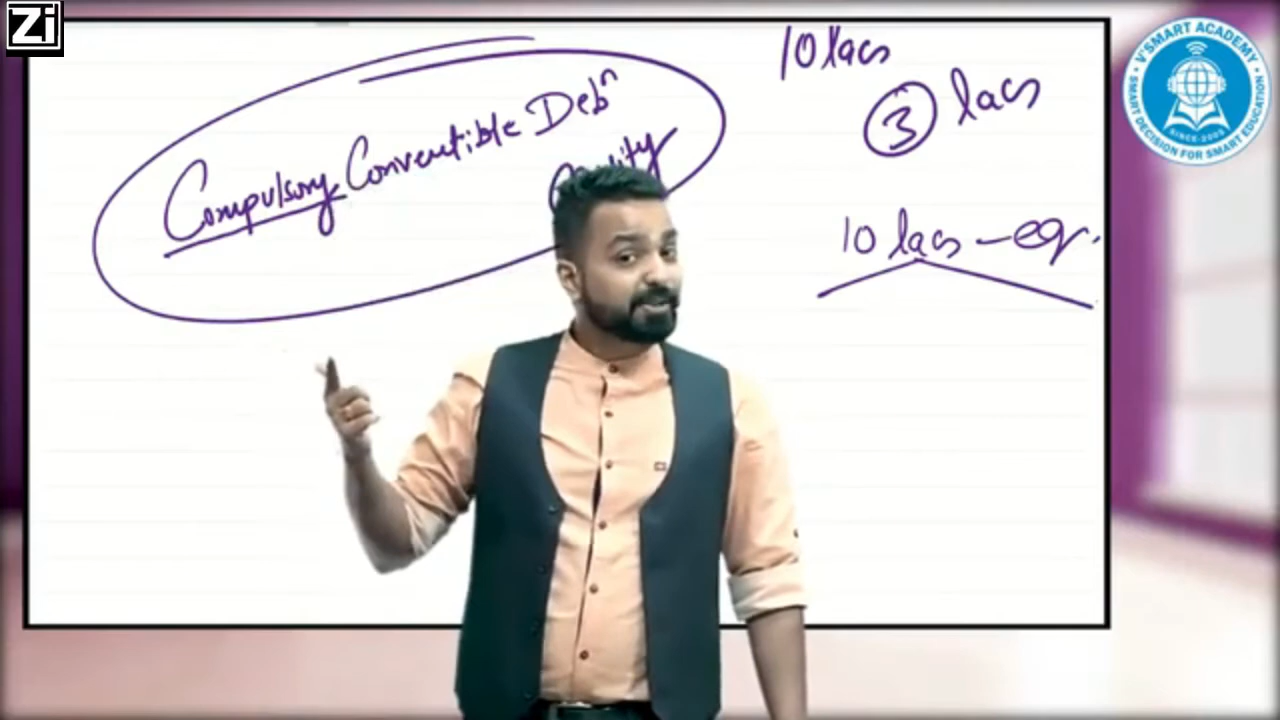 Zi
Compulsory Convertible Debn
10 lacs
3 lacs
10 lacs - eq.
V'SMART ACADEMY
SINCE-2005
SMART DECISION FOR SMART EDUCATION